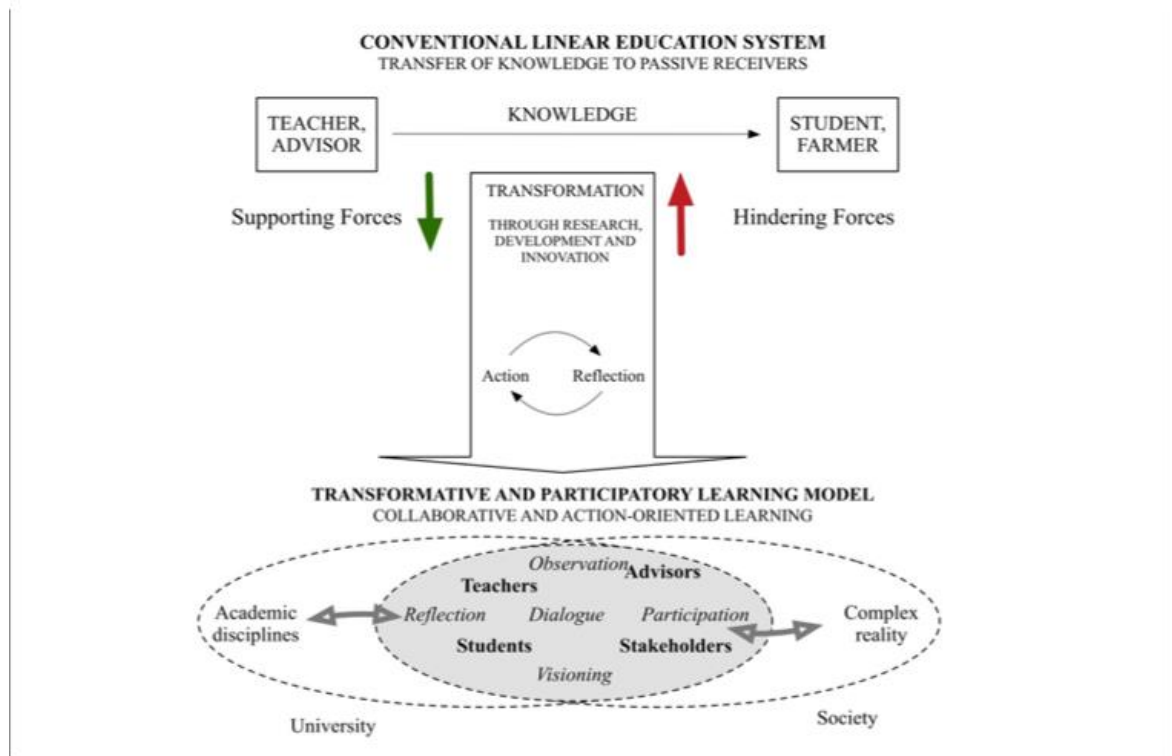 CONVENTIONAL LINEAR EDUCATION SYSTEM
TRANSFER OF KNOWLEDGE TO PASSIVE RECEIVERS
TEACHER,
ADVISOR
KNOWLEDGE
STUDENT,
FARMER
Supporting Forces
TRANSFORMATION
THROUGH RESEARCH,
DEVELOPMENT AND
INNOVATION
Hindering Forces
Action
Reflection
TRANSFORMATIVE AND PARTICIPATORY LEARNING MODEL
COLLABORATIVE AND ACTION-ORIENTED LEARNING
Observation
Advisors
Teachers
Academic
disciplines
Reflection
Dialogue
Participation
Complex
reality
Students
Stakeholders
Visioning
University
Society